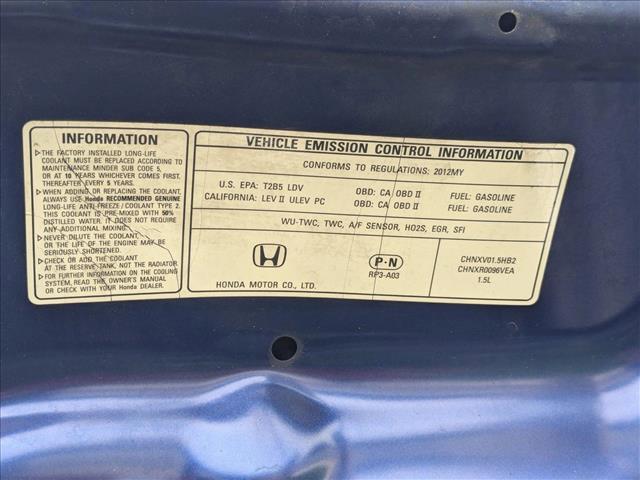 INFORMATION
▷THE FACTORY INSTALLED LONG-LIFE
COOLANT MUST BE REPLACED ACCORDING TO
MAINTENANCE MINDER SUB CODE 5,
OR AT 10 YEARS WHICHEVER COMES FIRST.
THEREAFTER EVERY 5 YEARS.
▷WHEN ADDING OR REPLACING THE COOLANT,
ALWAYS USE Honda RECOMMENDED GENUINE
LONG-LIFE ANTI-FREEZE / COOLANT TYPE 2.
THIS COOLANT IS PRE-MIXED WITH 50%
DISTILLED WATER. IT DOES NOT REQUIRE
ANY ADDITIONAL MIXING.
▷NEVER DILUTE THE COOLANT,
OR THE LIFE OF THE ENGINE MAY BE
SERIOUSLY SHORTENED.
▷CHECK OR ADD THE COOLANT
AT THE RESERVE TANK, NOT THE RADIATOR.
▷FOR FURTHER INFORMATION ON THE COOLING
SYSTEM, READ THE OWNER'S MANUAL
OR CHECK WITH YOUR Honda DEALER.
VEHICLE EMISSION CONTROL INFORMATION
CONFORMS TO REGULATIONS: 2012MY
U.S. EPA: T2B5 LDV OBD: CA OBD II FUEL: GASOLINE
CALIFORNIA: LEV II ULEV PC OBD: CA OBD II FUEL: GASOLINE
WU-TWC, TWC, A/F SENSOR, HO2S, EGR, SFI
HONDA MOTOR CO., LTD.
P-N
RP3-A03
CHNXV01.5HB2
CHNXR0096VEA
1.5L